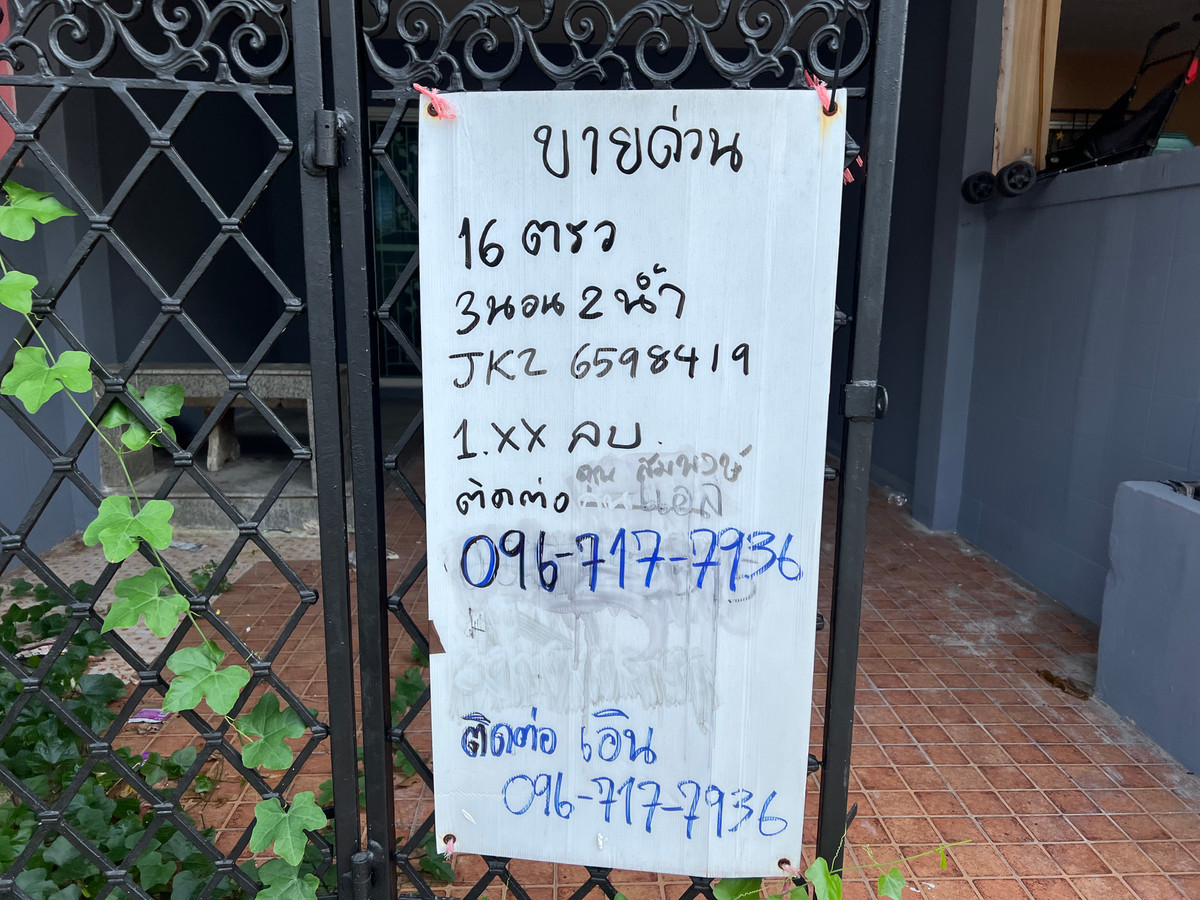 ขายด่วน
16 ตรว
3นอน 2 น้ำ
JKZ 6598419
1.XX ลบ.
คุณ สมพงษ์
ติดต่อ
096-717-7936
ติดต่อ เอิน
096-717-7936